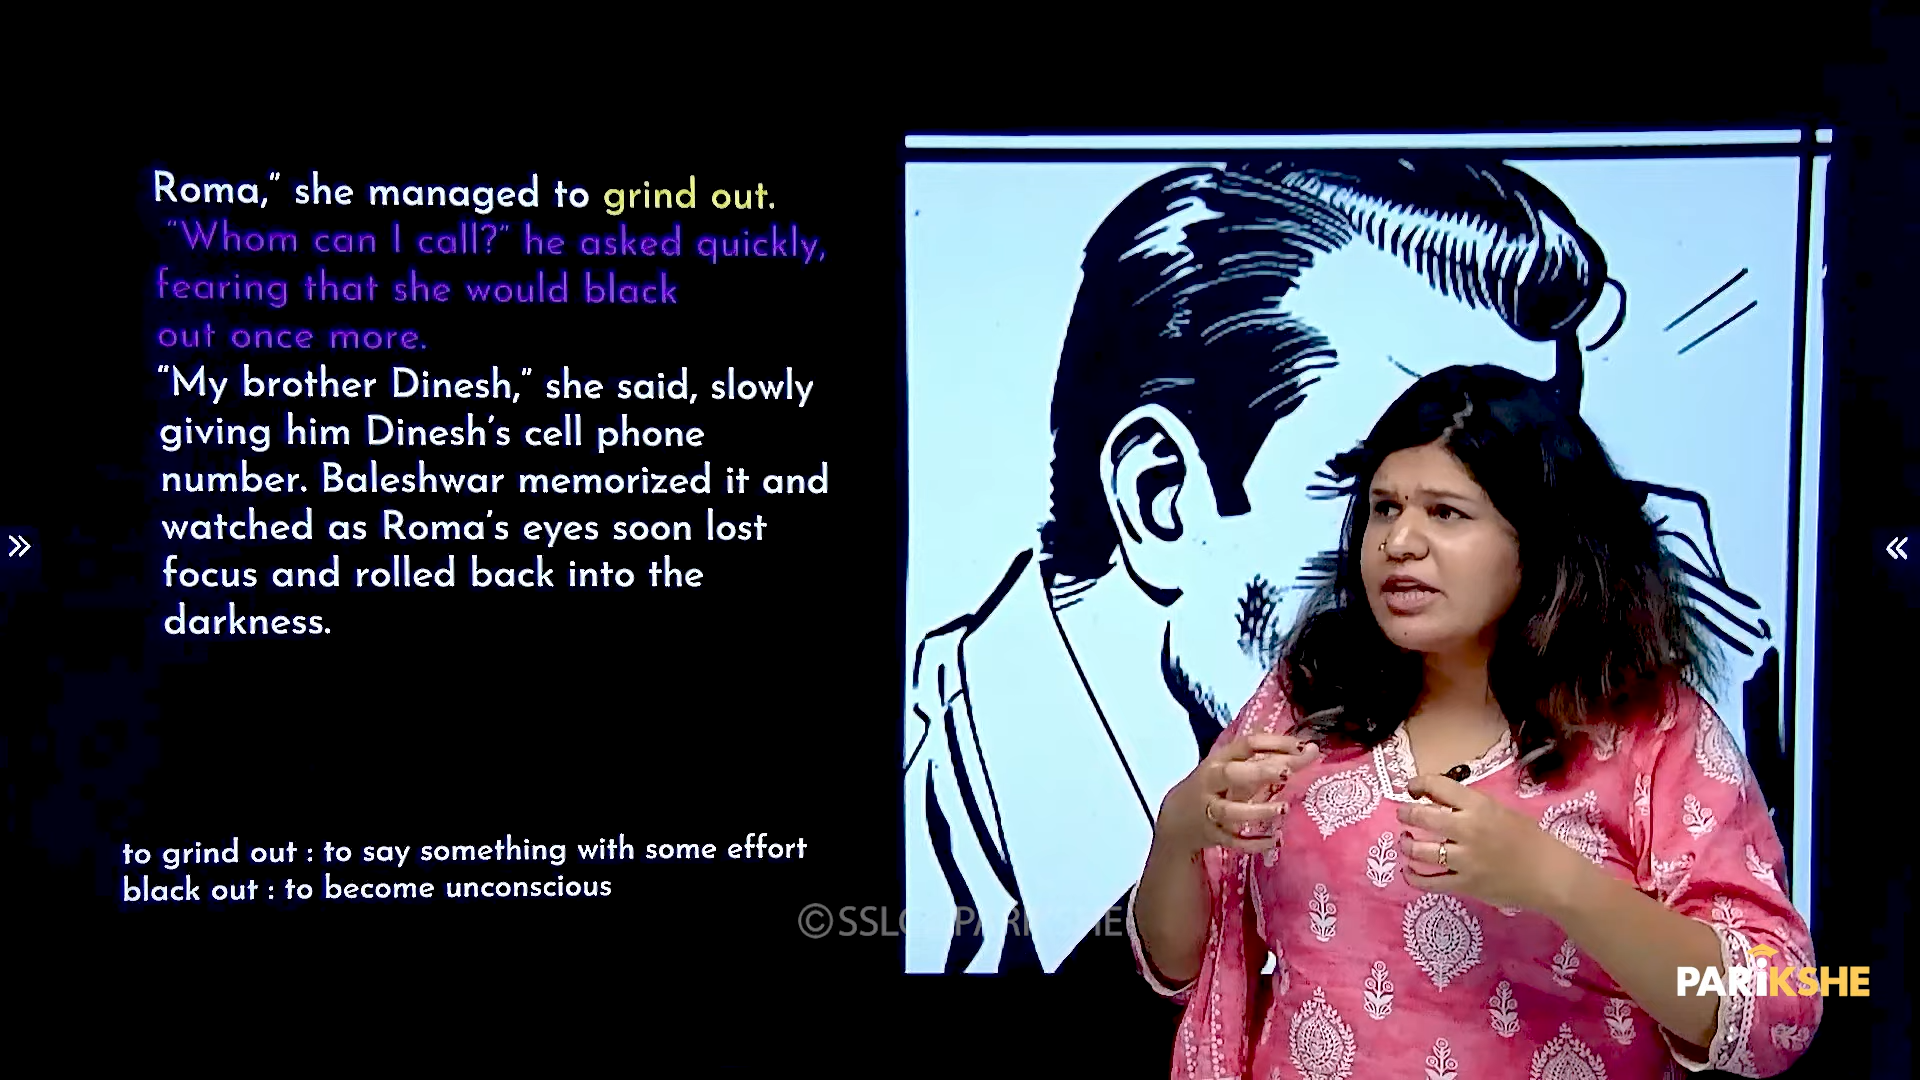 Roma,” she managed to grind out.
“Whom can I call?” he asked quickly,
fearing that she would black
out once more.
“My brother Dinesh,” she said, slowly
giving him Dinesh’s cell phone
number. Baleshwar memorized it and
watched as Roma’s eyes soon lost
focus and rolled back into the
darkness.
to grind out : to say something with some effort
black out : to become unconscious
PARIKSHE